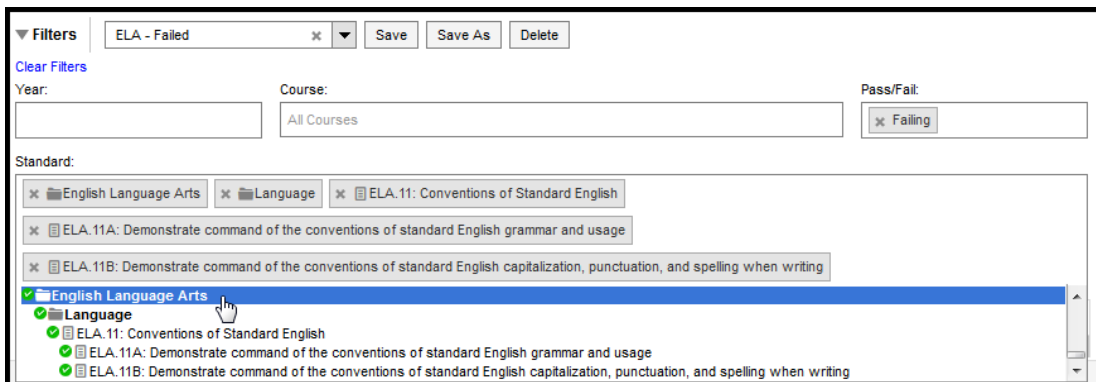 Filters ELA - Failed Save Save As Delete
Clear Filters
Year: Course: Pass/Fail:
All Courses Failing
Standard:
English Language Arts Language ELA.11: Conventions of Standard English
ELA.11A: Demonstrate command of the conventions of standard English grammar and usage
ELA.11B: Demonstrate command of the conventions of standard English capitalization, punctuation, and spelling when writing
English Language Arts
Language
ELA.11: Conventions of Standard English
ELA.11A: Demonstrate command of the conventions of standard English grammar and usage
ELA.11B: Demonstrate command of the conventions of standard English capitalization, punctuation, and spelling when writing